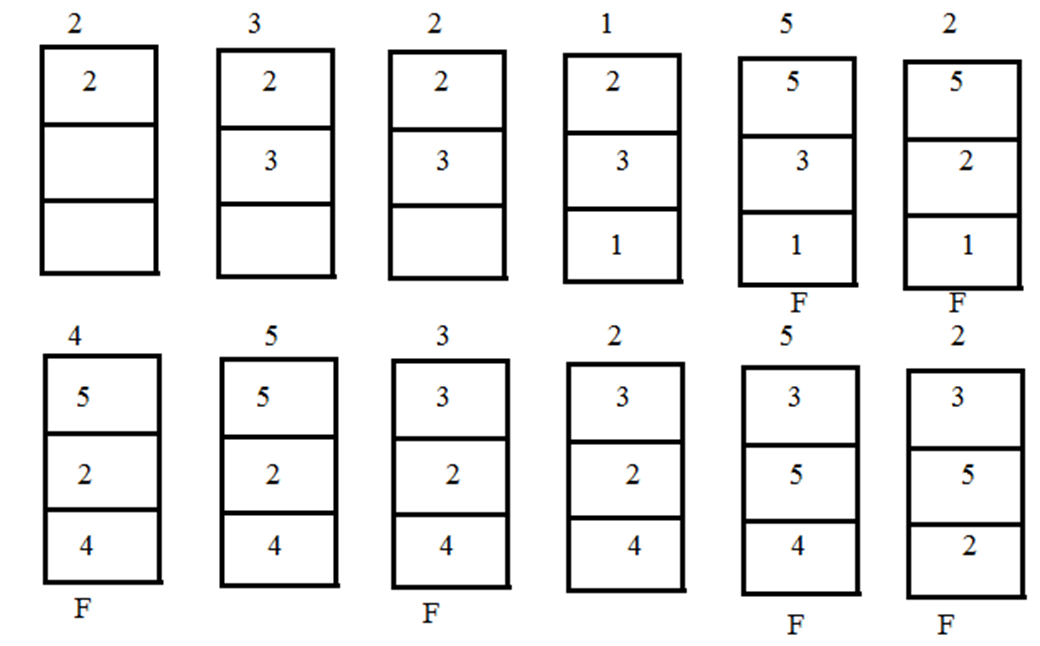 2 3 2 1 5 2
2 2 2 2 5 5
3 3 3 3 2
1 1 1
F F
4 5 3 2 5 2
5 5 3 3 3 3
2 2 2 2 5 5
4 4 4 4 4 2
F F F F